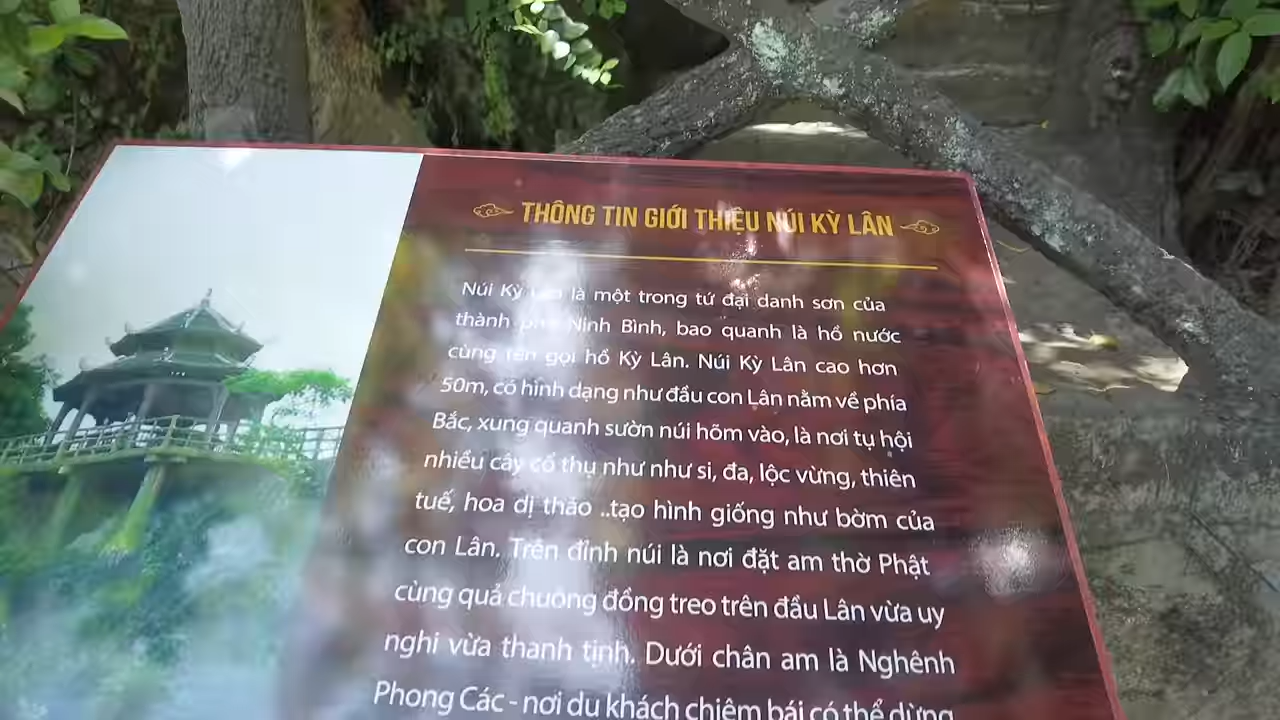 THÔNG TIN GIỚI THIỆU NÚI KỲ LÂN
Núi Kỳ Lân là một trong tứ đại danh sơn của
thành phố Ninh Bình, bao quanh là hồ nước
cùng tên gọi hồ Kỳ Lân. Núi Kỳ Lân cao hơn
50m, có hình dạng như đầu con Lân nằm về phía
Bắc, xung quanh sườn núi hõm vào, là nơi tụ hội
nhiều cây cổ thụ như như si, đa, lộc vừng, thiên
tuế, hoa dị thảo ..tạo hình giống như bờm của
con Lân. Trên đỉnh núi là nơi đặt am thờ Phật
cùng quả chuông đồng treo trên đầu Lân vừa uy
nghi vừa thanh tịnh. Dưới chân am là Nghênh
Phong Các - nơi du khách chiêm bái có thể dừng